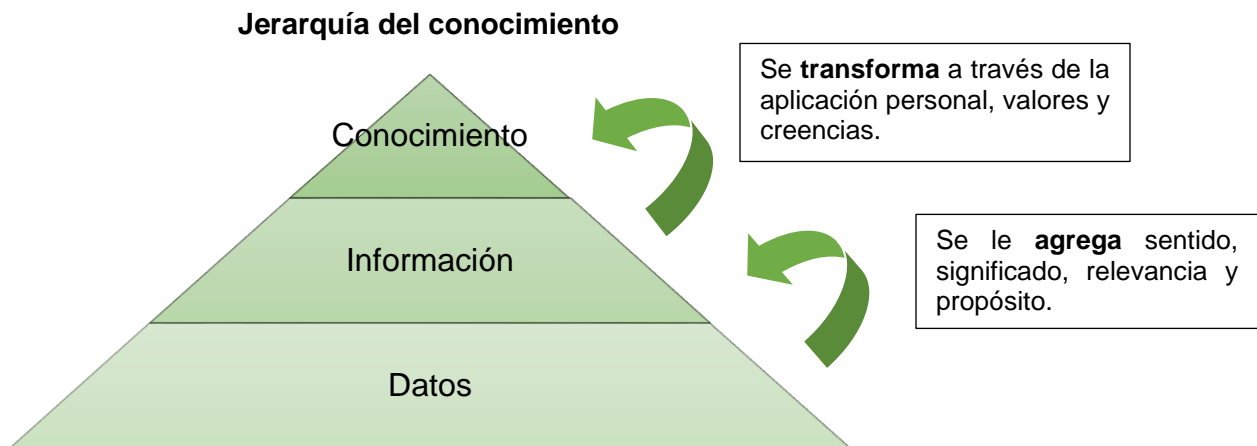 Jerarquía del conocimiento
Se transforma a través de la
aplicación personal, valores y
creencias.
Conocimiento
Se le agrega sentido,
significado, relevancia y
propósito.
Información
Datos